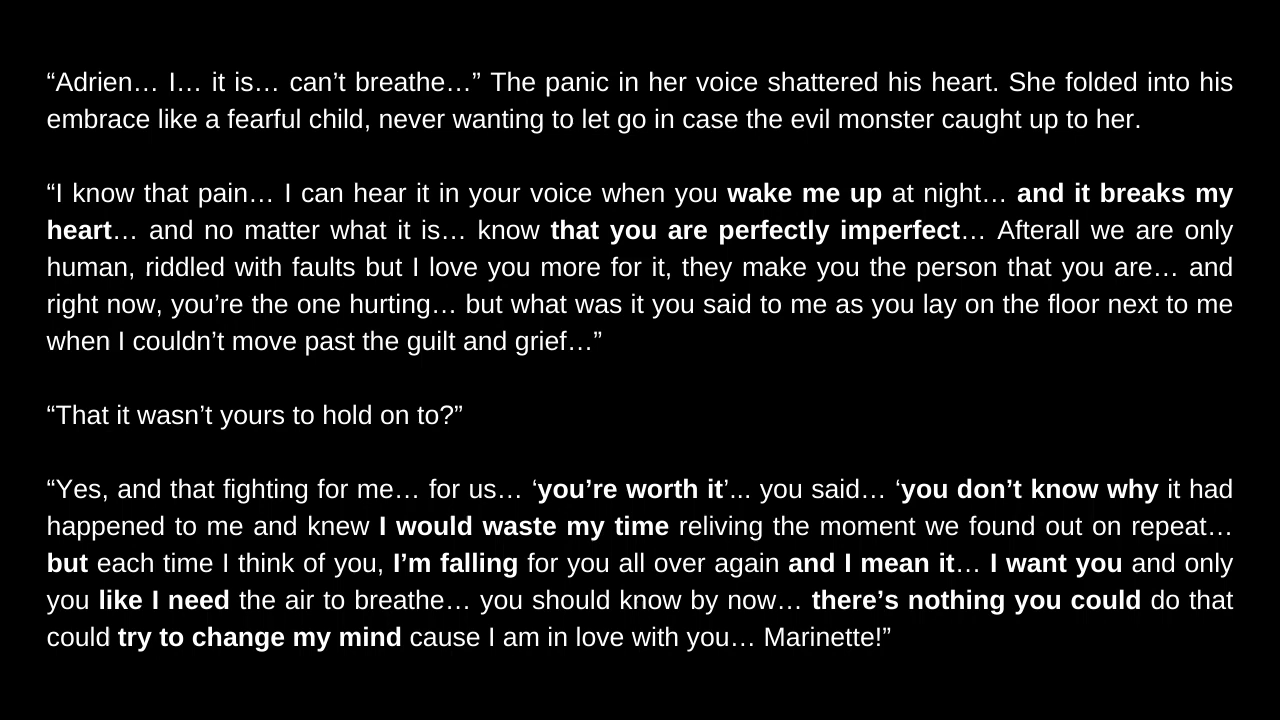 “Adrien… I… it is… can’t breathe…” The panic in her voice shattered his heart. She folded into his
embrace like a fearful child, never wanting to let go in case the evil monster caught up to her.
“I know that pain… I can hear it in your voice when you wake me up at night… and it breaks my
heart… and no matter what it is… know that you are perfectly imperfect… Afterall we are only
human, riddled with faults but I love you more for it, they make you the person that you are… and
right now, you’re the one hurting… but what was it you said to me as you lay on the floor next to me
when I couldn’t move past the guilt and grief…”
“That it wasn’t yours to hold on to?”
“Yes, and that fighting for me… for us… ‘you’re worth it’... you said… ‘you don’t know why it had
happened to me and knew I would waste my time reliving the moment we found out on repeat…
but each time I think of you, I’m falling for you all over again and I mean it… I want you and only
you like I need the air to breathe… you should know by now… there’s nothing you could do that
could try to change my mind cause I am in love with you… Marinette!”